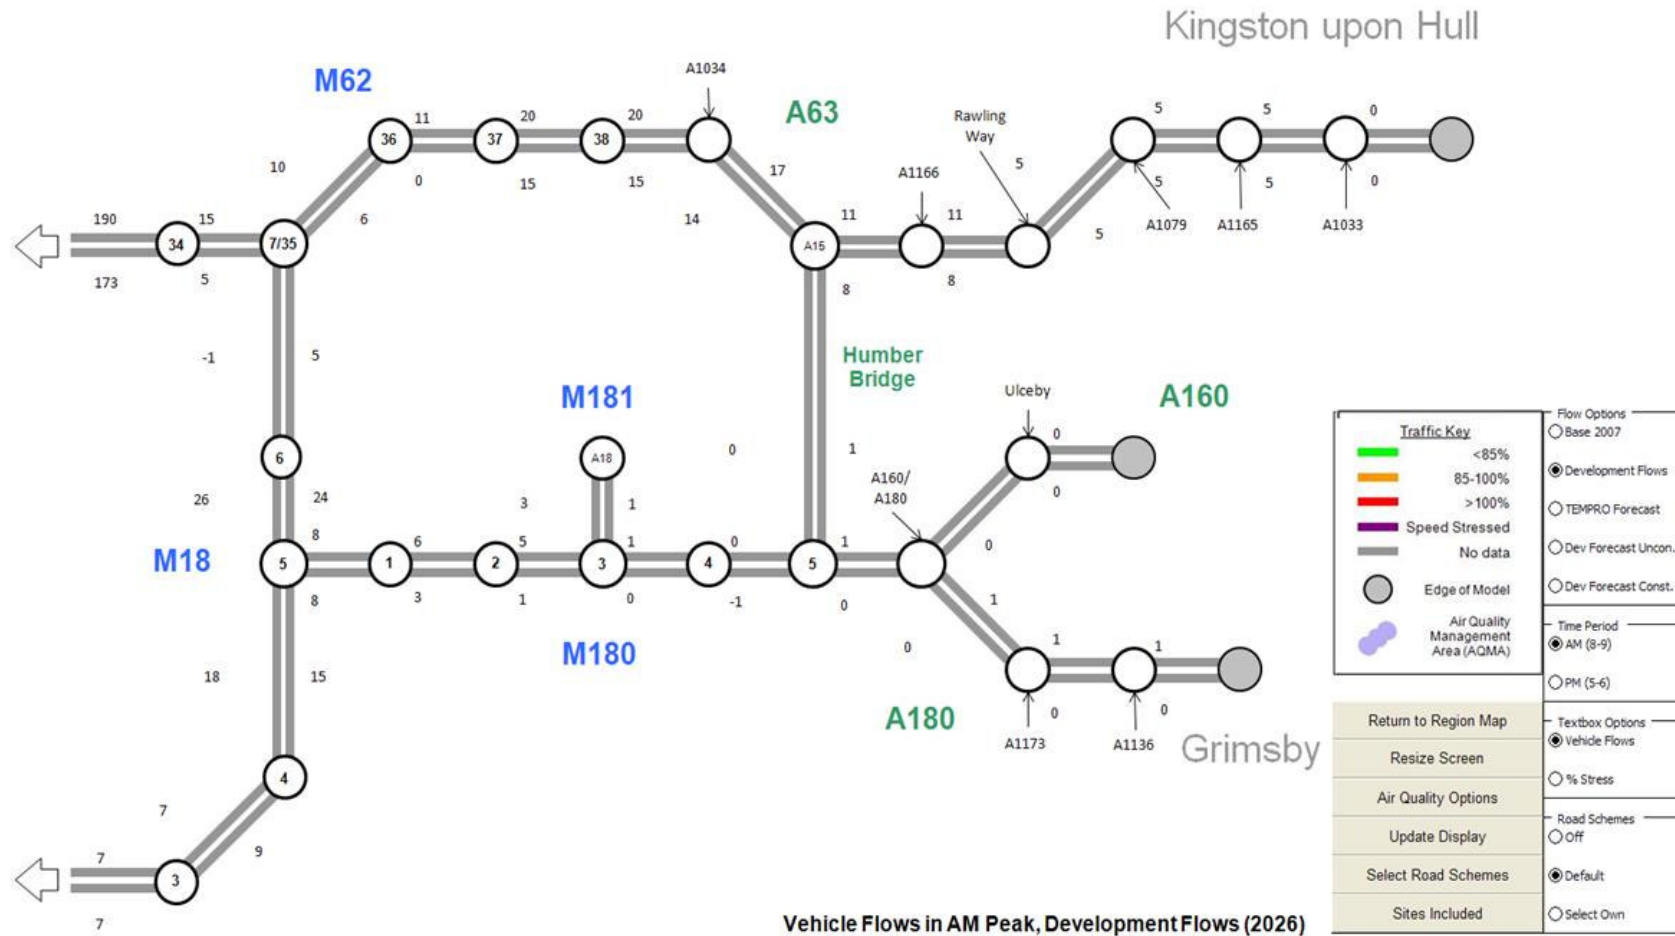 Kingston upon Hull
M62
A1034
A63
Rawling
Way
A1166
36
11
37
20
38
20
5
5
0
10
0
15
15
17
5
5
5
0
6
14
11
11
A1079
A1165
A1033
190
15
34
7/35
A15
5
173
5
8
8
-1
5
Humber
Bridge
M181
Ulceby
A160
6
A18
0
1
0
A160/
A180
0
26
24
3
1
M18
8
6
5
1
0
1
0
5
1
2
3
4
5
8
3
1
0
-1
0
1
M180
1
1
0
18
15
A180
0
0
A1173
A1136
Grimsby
4
7
9
7
3
7
Vehicle Flows in AM Peak, Development Flows (2026)
Traffic Key
<85%
85-100%
>100%
Speed Stressed
No data
Edge of Model
Air Quality
Management
Area (AQMA)
Return to Region Map
Resize Screen
Air Quality Options
Update Display
Select Road Schemes
Sites Included
Flow Options
Base 2007
Development Flows
TEMPRO Forecast
Dev Forecast Uncon.
Dev Forecast Const.
Time Period
AM (8-9)
PM (5-6)
Textbox Options
Vehicle Flows
% Stress
Road Schemes
Off
Default
Select Own